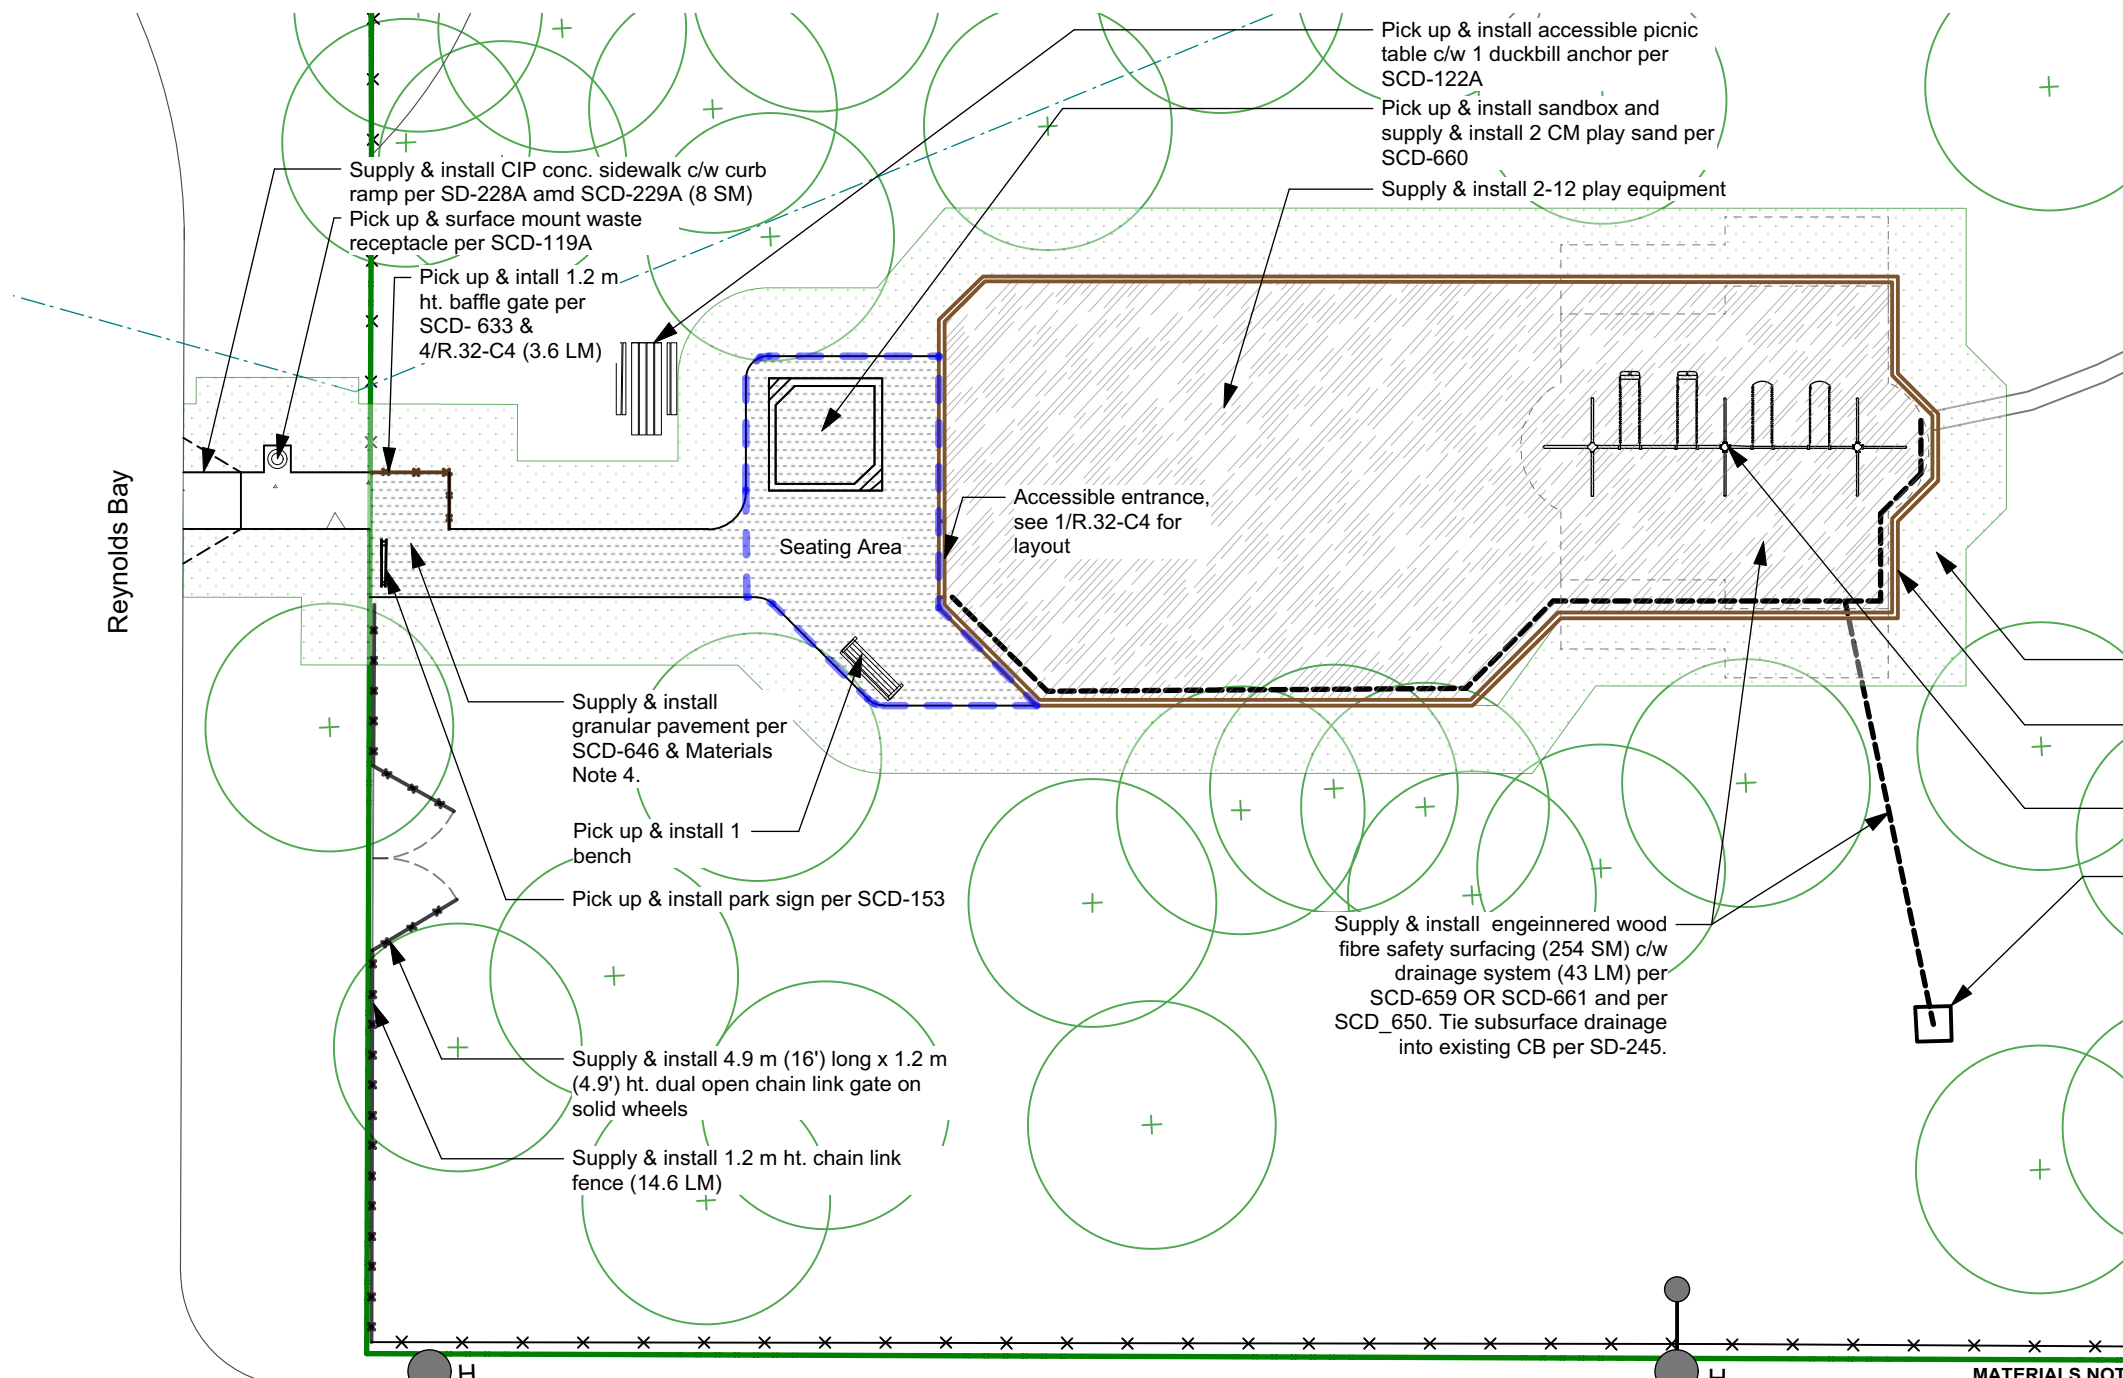 Pick up & install accessible picnic
table c/w 1 duckbill anchor per
SCD-122A
Pick up & install sandbox and
supply & install 2 CM play sand per
SCD-660
Supply & install 2-12 play equipment
Supply & install CIP conc. sidewalk c/w curb
ramp per SD-228A amd SCD-229A (8 SM)
Pick up & surface mount waste
receptacle per SCD-119A
Pick up & intall 1.2 m
ht. baffle gate per
SCD- 633 &
4/R.32-C4 (3.6 LM)
Reynolds Bay
Accessible entrance,
see 1/R.32-C4 for
layout
Seating Area
Supply & install
granular pavement per
SCD-646 & Materials
Note 4.
Pick up & install 1
bench
Pick up & install park sign per SCD-153
Supply & install  engeinnered wood
fibre safety surfacing (254 SM) c/w
drainage system (43 LM) per
SCD-659 OR SCD-661 and per
SCD_650. Tie subsurface drainage
into existing CB per SD-245.
Supply & install 4.9 m (16') long x 1.2 m
(4.9') ht. dual open chain link gate on
solid wheels
Supply & install 1.2 m ht. chain link
fence (14.6 LM)
H
H
MATERIALS NOT